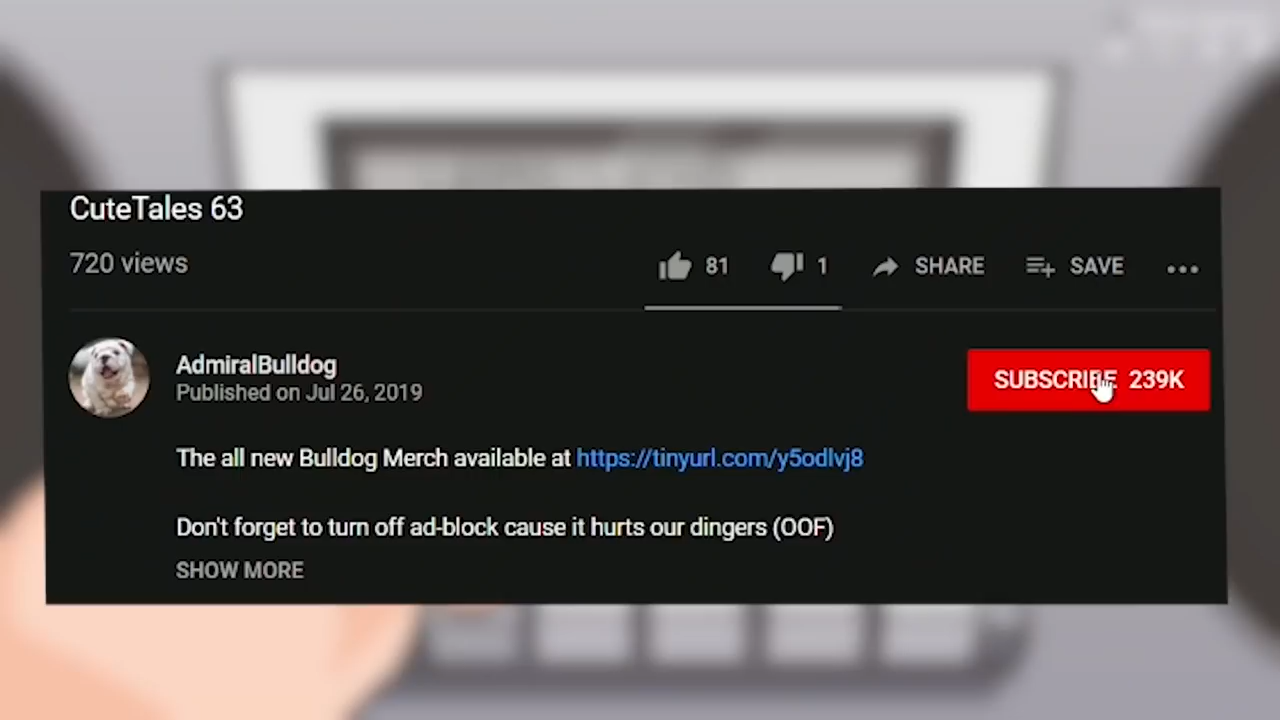 CuteTales 63
720 views
81 1 SHARE SAVE
AdmiralBulldog
Published on Jul 26, 2019
SUBSCRIBE 239K
The all new Bulldog Merch available at https://tinyurl.com/y5odlvj8
Don't forget to turn off ad-block cause it hurts our dingers (OOF)
SHOW MORE